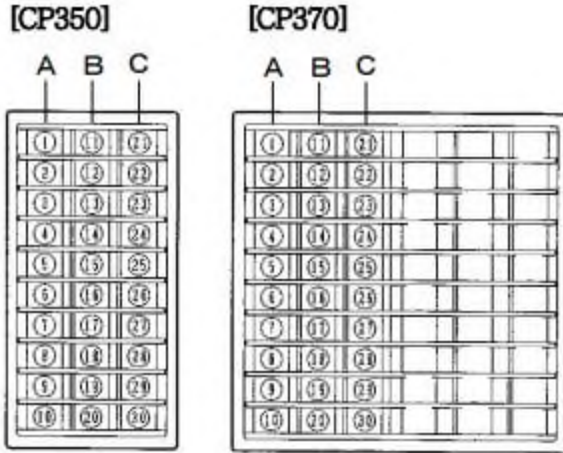 [CP350] [CP370]
A B C A B C
1 11 21 1 11 21
2 12 22 2 12 22
3 13 23 3 13 23
4 14 24 4 14 24
5 15 25 5 15 25
6 16 26 6 16 26
7 17 27 7 17 27
8 18 28 8 18 28
9 19 29 9 19 29
10 20 30 10 20 30